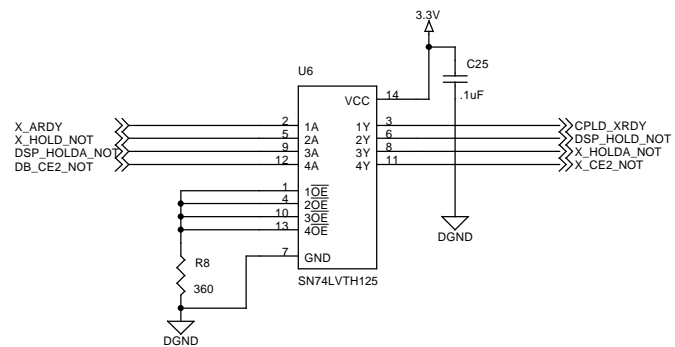 3.3V
U6
C25
.1uF
14
VCC
X_ARDY
2
1A
1Y
3
CPLD_XRDY
X_HOLD_NOT
5
2A
2Y
6
DSP_HOLD_NOT
DSP_HOLDA_NOT
9
3A
3Y
8
X_HOLDA_NOT
DB_CE2_NOT
12
4A
4Y
11
X_CE2_NOT
1
1OE
4
2OE
10
3OE
13
4OE
DGND
7
GND
R8
360
SN74LVTH125
DGND